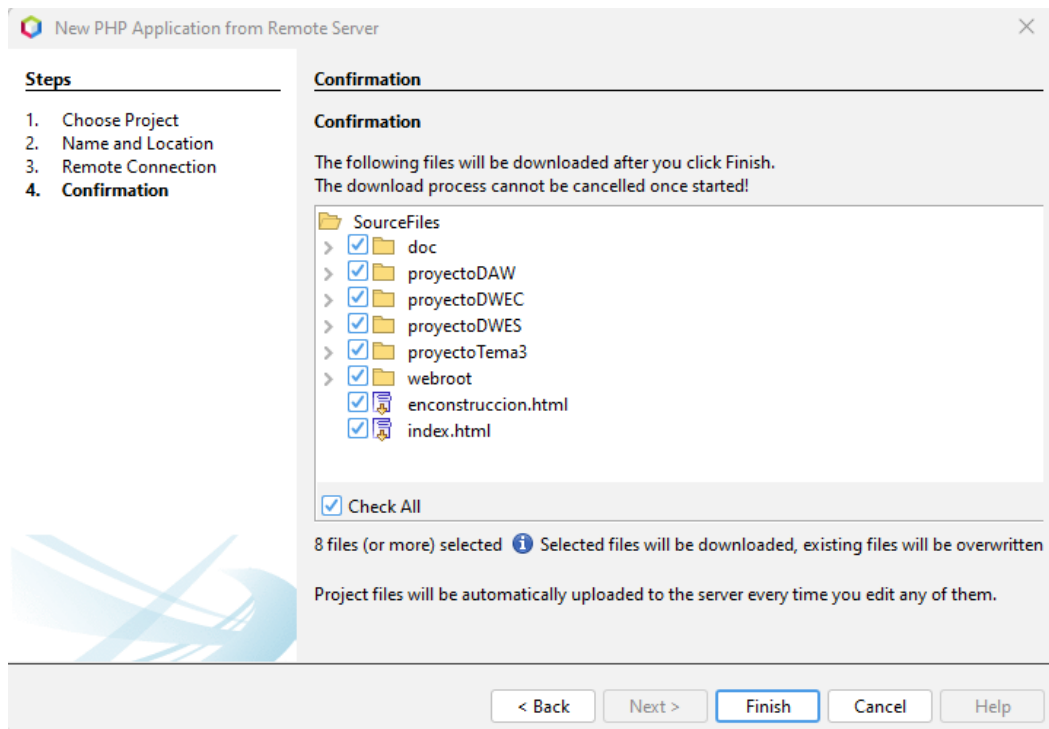 New PHP Application from Remote Server
Steps
1. Choose Project
2. Name and Location
3. Remote Connection
4. Confirmation
Confirmation
Confirmation
The following files will be downloaded after you click Finish.
The download process cannot be cancelled once started!
SourceFiles
doc
proyectoDAW
proyectoDWEC
proyectoDWES
proyectoTema3
webroot
enconstruccion.html
index.html
Check All
8 files (or more) selected Selected files will be downloaded, existing files will be overwritten
Project files will be automatically uploaded to the server every time you edit any of them.
< Back Next > Finish Cancel Help